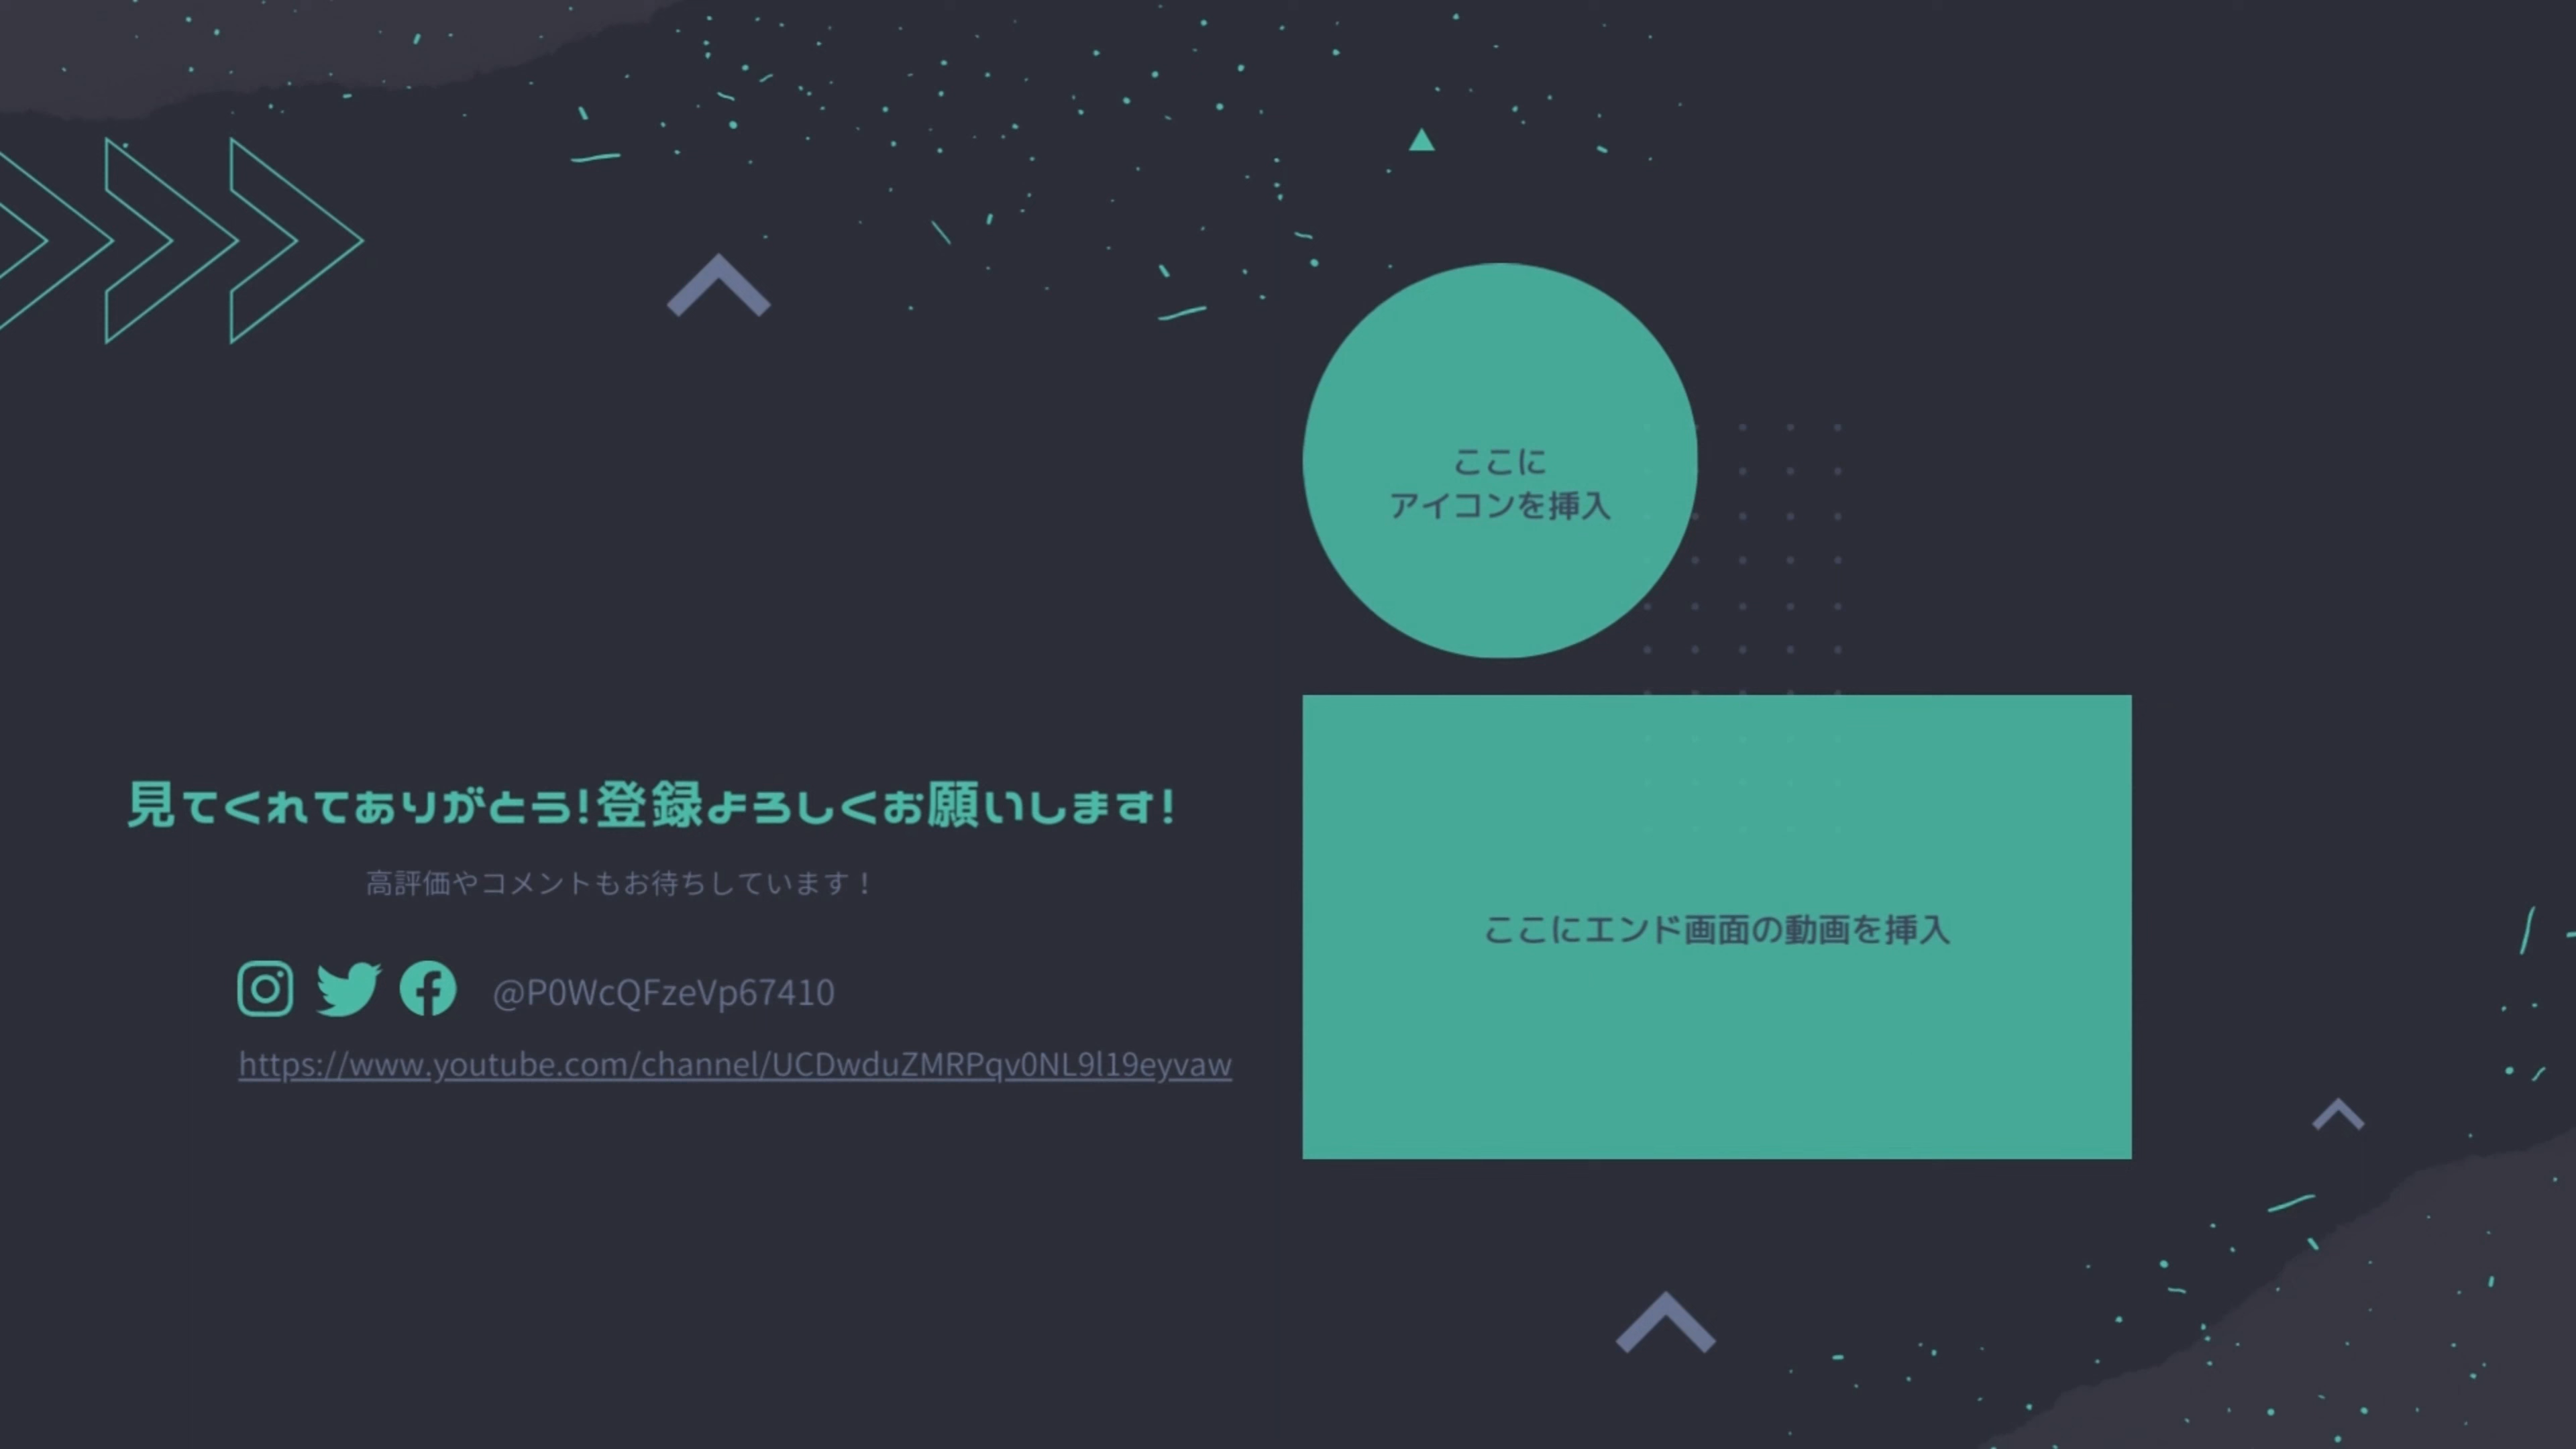 ここに
アイコンを挿入
見てくれてありがとう!登録よろしくお願いします!
高評価やコメントもお待ちしています！
ここにエンド画面の動画を挿入
@P0WcQFzeVp67410
https://www.youtube.com/channel/UCDwduZMRPqv0NL9l19eyvaw